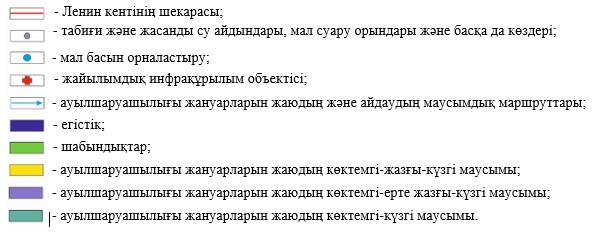 - Ленин кентінің шекарасы;
- табиғи және жасанды су айдындары, мал суару орындары және басқа да көздері;
- мал басын орналастыру;
- жайылымдық инфрақұрылым объектісі;
- ауылшаруашылығы жануарларын жаюдың және айдаудың маусымдық маршруттары;
- егістік;
- шабындықтар;
- ауылшаруашылығы жануарларын жаюдың көктемгі-жазғы-күзгі маусымы;
- ауылшаруашылығы жануарларын жаюдың көктемгі-ерте жазғы-күзгі маусымы;
- ауылшаруашылығы жануарларын жаюдың көктемгі-күзгі маусымы.